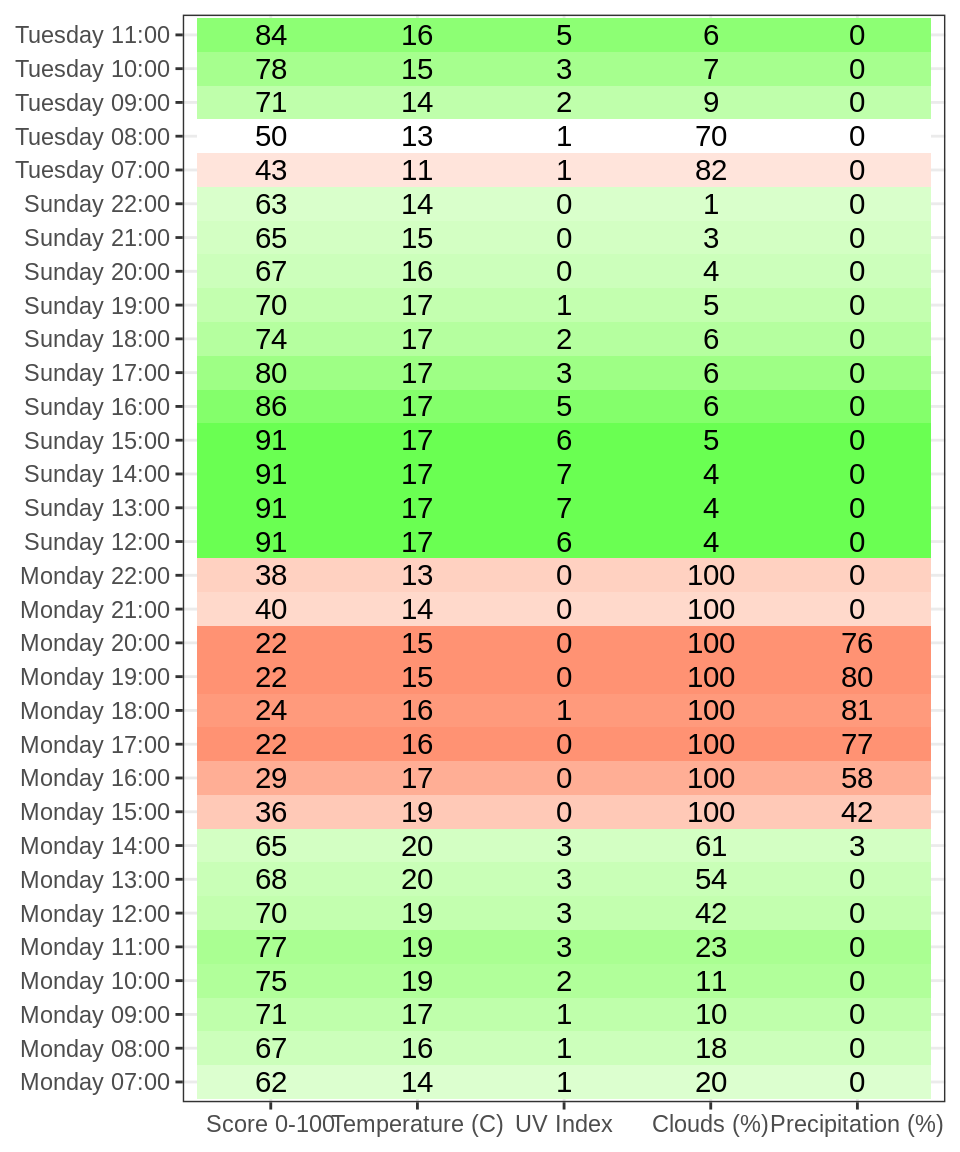 Tuesday 11:00 84 16 5 6 0
Tuesday 10:00 78 15 3 7 0
Tuesday 09:00 71 14 2 9 0
Tuesday 08:00 50 13 1 70 0
Tuesday 07:00 43 11 1 82 0
Sunday 22:00 63 14 0 1 0
Sunday 21:00 65 15 0 3 0
Sunday 20:00 67 16 0 4 0
Sunday 19:00 70 17 1 5 0
Sunday 18:00 74 17 2 6 0
Sunday 17:00 80 17 3 6 0
Sunday 16:00 86 17 5 6 0
Sunday 15:00 91 17 6 5 0
Sunday 14:00 91 17 7 4 0
Sunday 13:00 91 17 7 4 0
Sunday 12:00 91 17 6 4 0
Monday 22:00 38 13 0 100 0
Monday 21:00 40 14 0 100 0
Monday 20:00 22 15 0 100 76
Monday 19:00 22 15 0 100 80
Monday 18:00 24 16 1 100 81
Monday 17:00 22 16 0 100 77
Monday 16:00 29 17 0 100 58
Monday 15:00 36 19 0 100 42
Monday 14:00 65 20 3 61 3
Monday 13:00 68 20 3 54 0
Monday 12:00 70 19 3 42 0
Monday 11:00 77 19 3 23 0
Monday 10:00 75 19 2 11 0
Monday 09:00 71 17 1 10 0
Monday 08:00 67 16 1 18 0
Monday 07:00 62 14 1 20 0
Score 0-100 Temperature (C) UV Index Clouds (%) Precipitation (%)